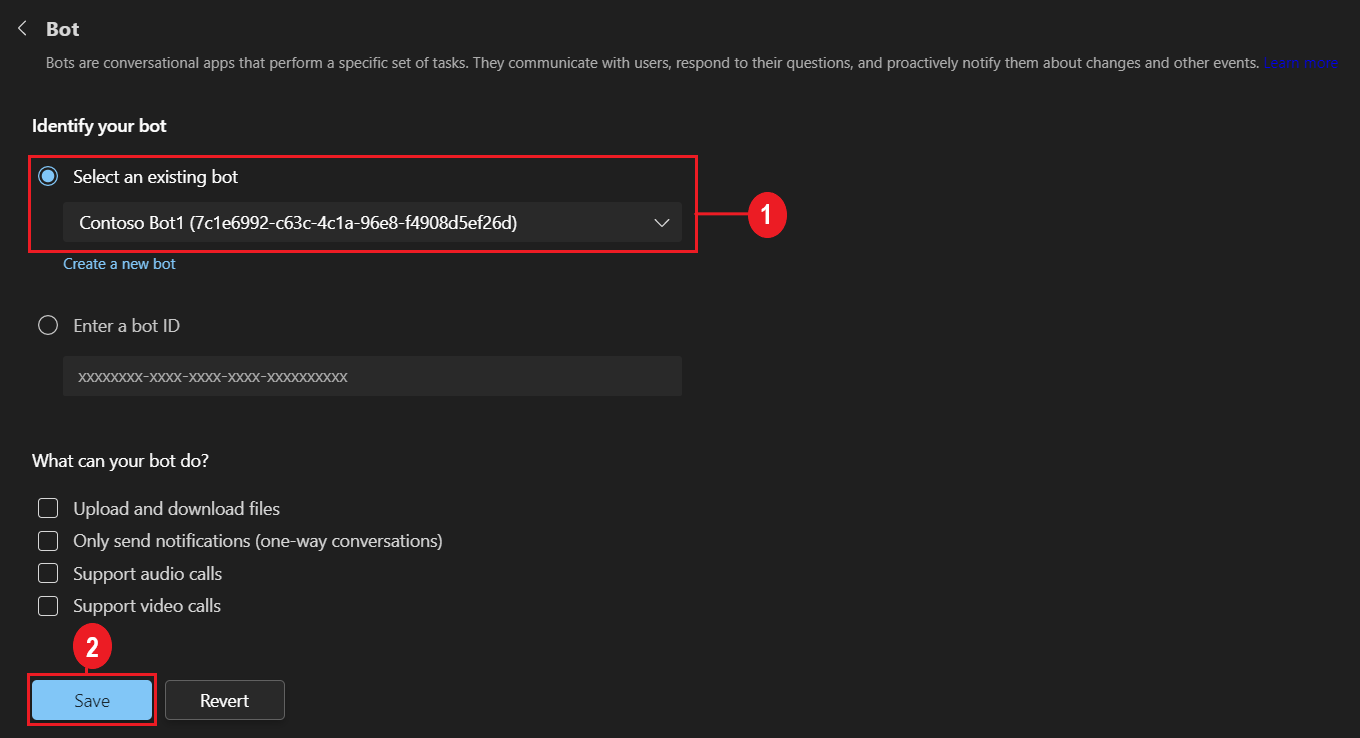 Bot
Bots are conversational apps that perform a specific set of tasks. They communicate with users, respond to their questions, and proactively notify them about changes and other events. Learn more
Identify your bot
Select an existing bot
Contoso Bot1 (7c1e6992-c63c-4c1a-96e8-f4908d5ef26d)
1
Create a new bot
Enter a bot ID
xxxxxxxx-xxxx-xxxx-xxxx-xxxxxxxxxx
What can your bot do?
Upload and download files
Only send notifications (one-way conversations)
Support audio calls
Support video calls
2
Save Revert